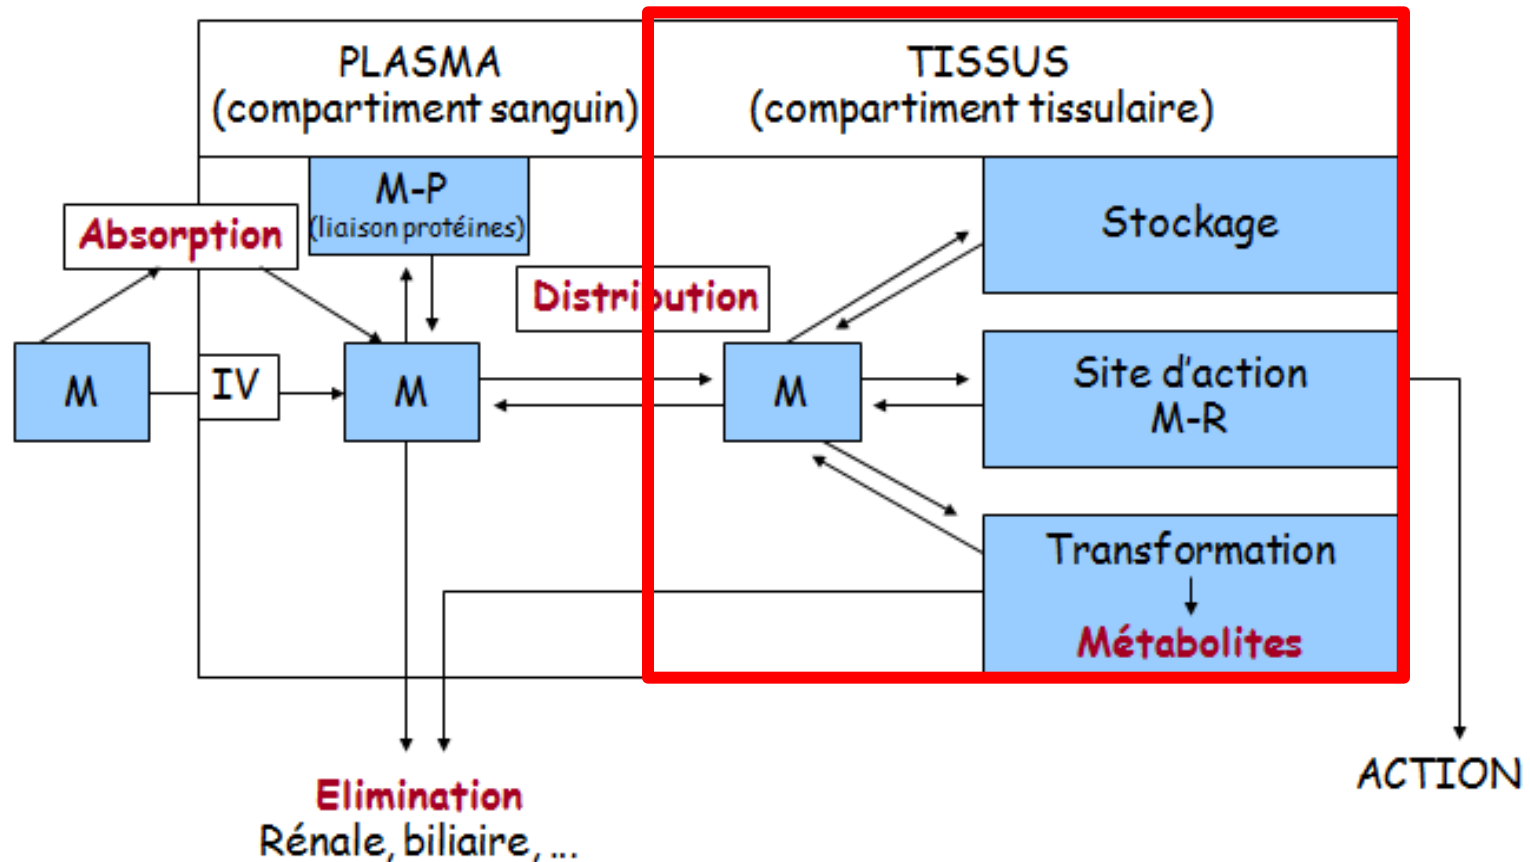 PLASMA
(compartiment sanguin)
TISSUS
(compartiment tissulaire)
M-P
(liaison protéines)
Absorption
Distribution
Stockage
M
IV
M
M
Site d'action
M-R
Transformation
Métabolites
Elimination
Rénale, biliaire, ...
ACTION